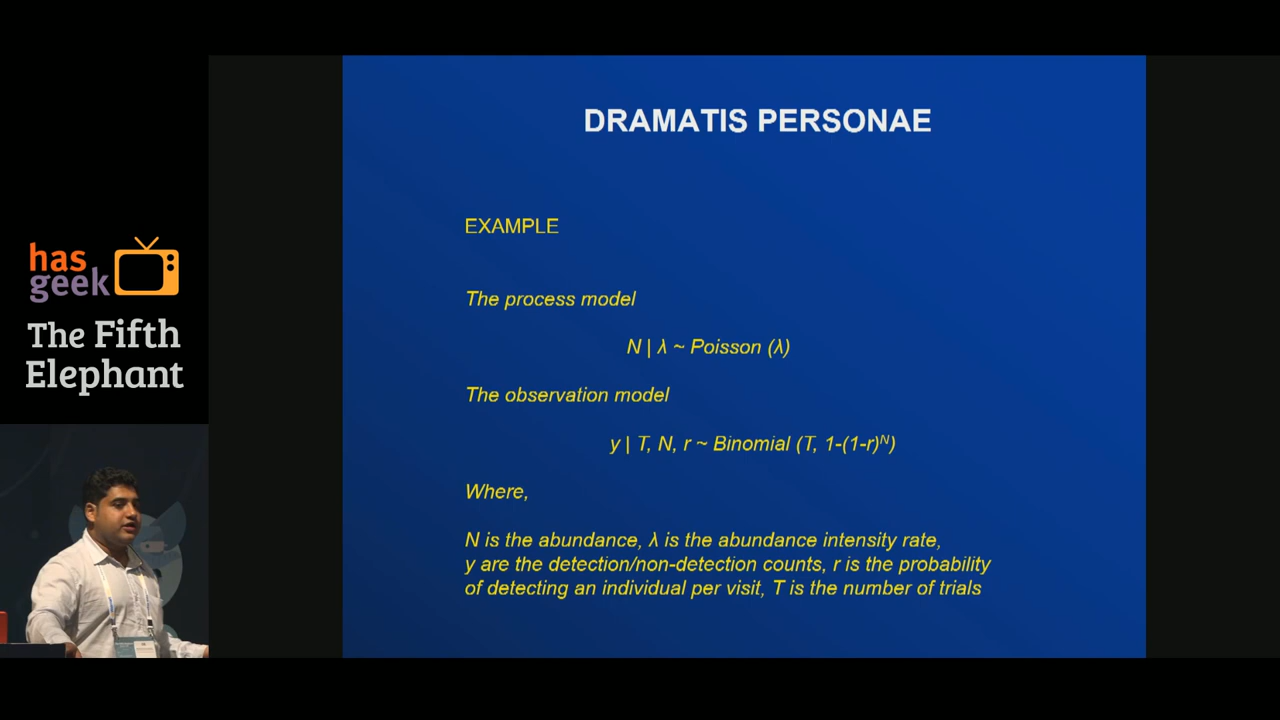 has
geek
The Fifth
Elephant
DRAMATIS PERSONAE
EXAMPLE
The process model
N | λ ~ Poisson (λ)
The observation model
y | T, N, r ~ Binomial (T, 1-(1-r)ᴺ)
Where,
N is the abundance, λ is the abundance intensity rate,
y are the detection/non-detection counts, r is the probability
of detecting an individual per visit, T is the number of trials